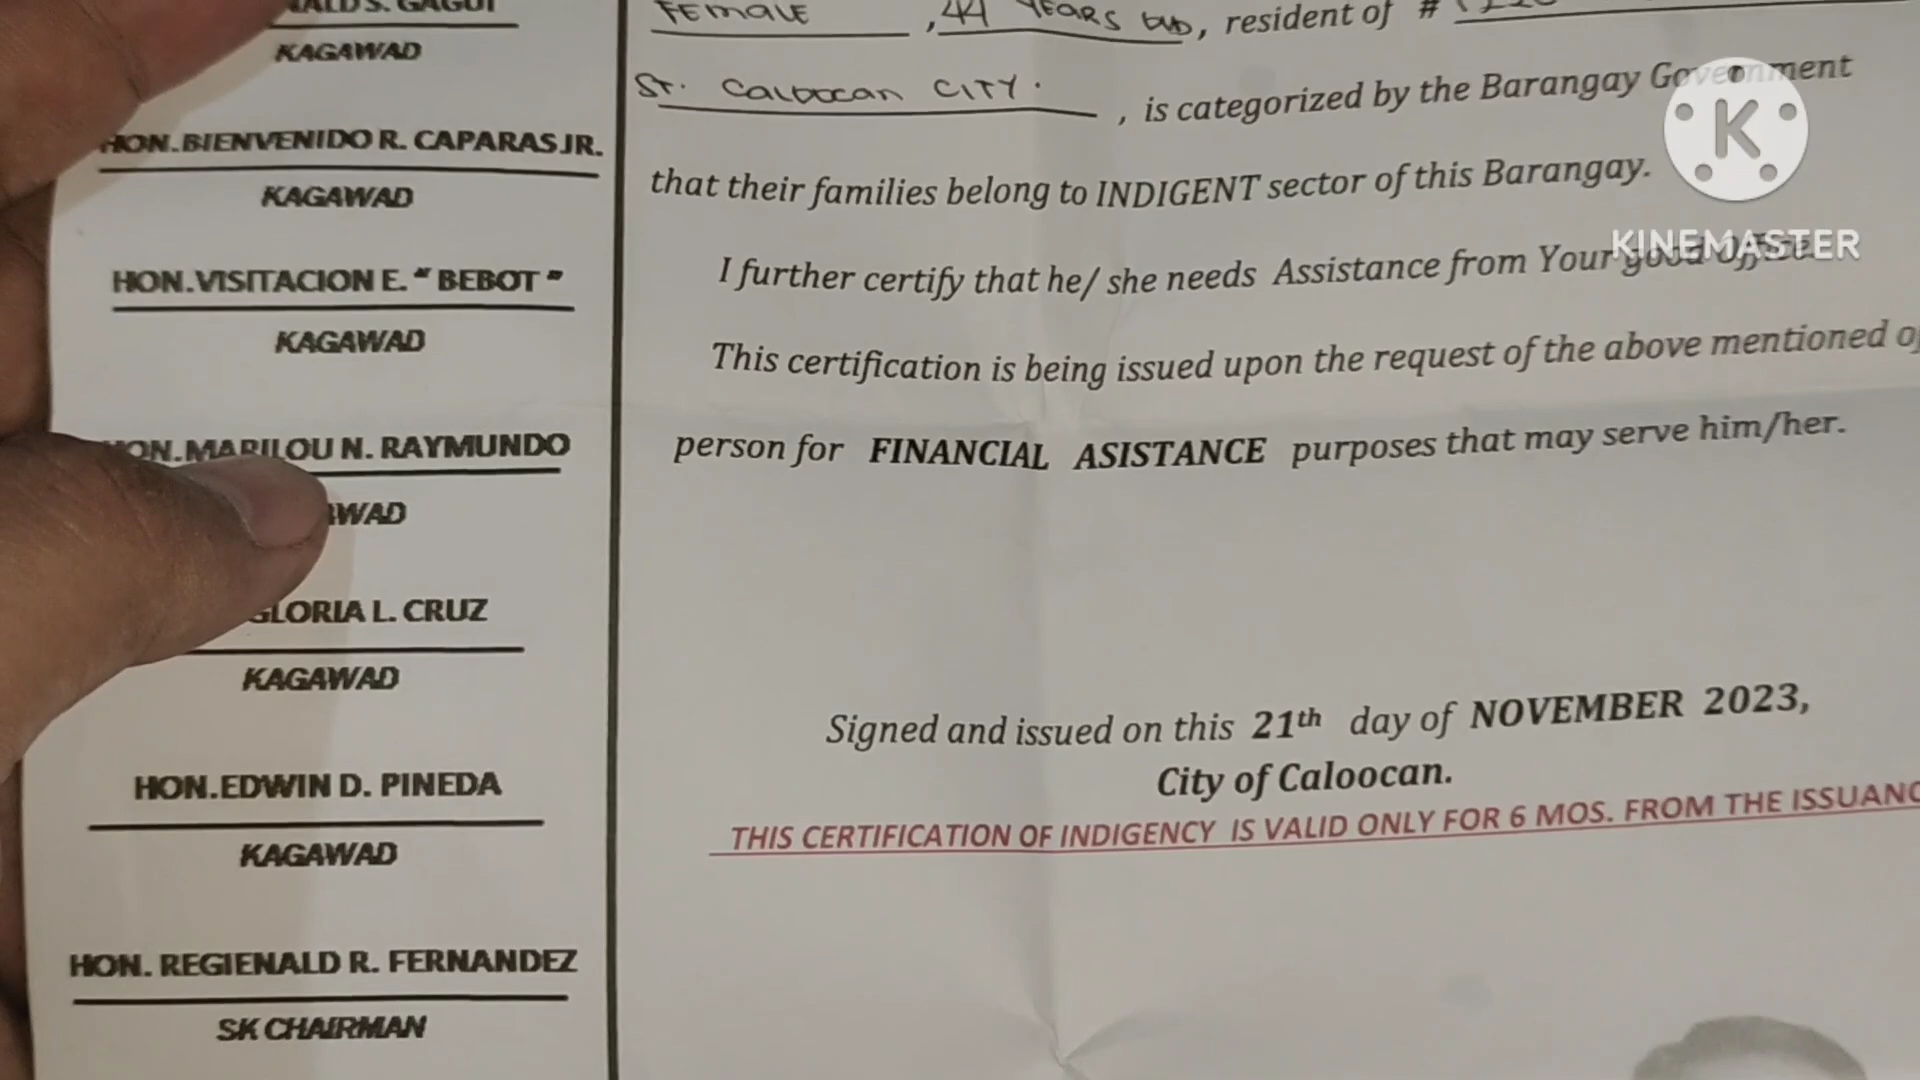 KAGAWAD
HON.BIENVENIDO R. CAPARAS JR.
KAGAWAD
HON.VISITACION E. “ BEBOT ”
KAGAWAD
HON.MARILOU N. RAYMUNDO
GLORIA L. CRUZ
KAGAWAD
HON.EDWIN D. PINEDA
KAGAWAD
HON. REGIENALD R. FERNANDEZ
SK CHAIRMAN
FEMALE , 44 YEARS OLD, resident of #
ST. CALOOCAN CITY. , is categorized by the Barangay Government
that their families belong to INDIGENT sector of this Barangay.
I further certify that he/ she needs Assistance from Your good Office
This certification is being issued upon the request of the above mentioned
person for FINANCIAL ASISTANCE purposes that may serve him/her.
Signed and issued on this 21th day of NOVEMBER 2023,
City of Caloocan.
THIS CERTIFICATION OF INDIGENCY IS VALID ONLY FOR 6 MOS. FROM THE
K
KINEMASTER